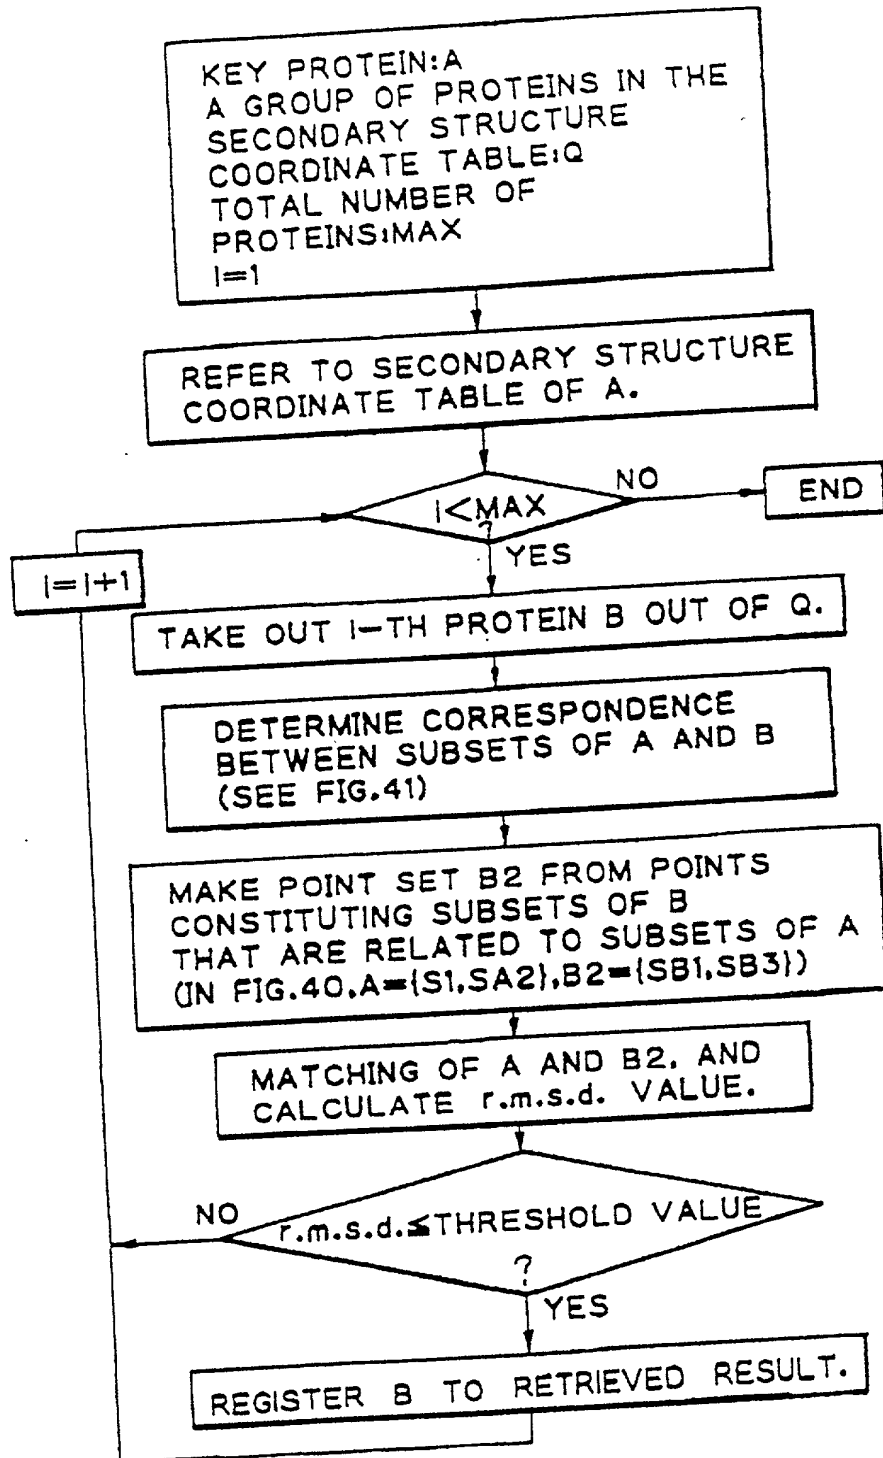 KEY PROTEIN:A
A GROUP OF PROTEINS IN THE
SECONDARY STRUCTURE
COORDINATE TABLE:Q
TOTAL NUMBER OF
PROTEINS:MAX
I=1
REFER TO SECONDARY STRUCTURE
COORDINATE TABLE OF A.
I<MAX
?
NO
END
YES
I=I+1
TAKE OUT I-TH PROTEIN B OUT OF Q.
DETERMINE CORRESPONDENCE
BETWEEN SUBSETS OF A AND B
(SEE FIG.41)
MAKE POINT SET B2 FROM POINTS
CONSTITUTING SUBSETS OF B
THAT ARE RELATED TO SUBSETS OF A
(IN FIG.40.A={S1.SA2}.B2={SB1.SB3})
MATCHING OF A AND B2. AND
CALCULATE r.m.s.d. VALUE.
NO
r.m.s.d.≦THRESHOLD VALUE
?
YES
REGISTER B TO RETRIEVED RESULT.